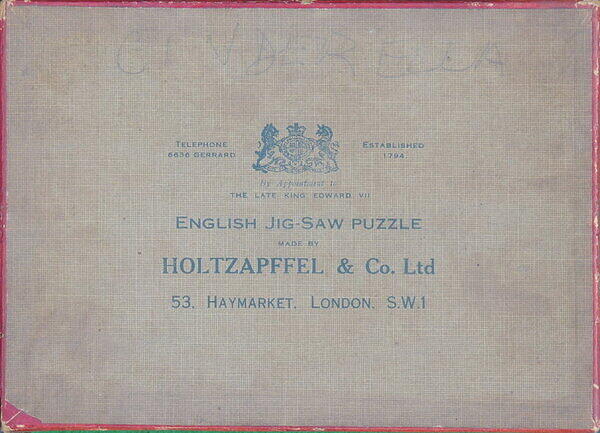 CINDERELLA
TELEPHONE
6636 GERRARD
ESTABLISHED
1794.
By Appointment to
THE LATE KING EDWARD VII
ENGLISH JIG-SAW PUZZLE
MADE BY
HOLTZAPFFEL & Co. Ltd
53, HAYMARKET, LONDON, S.W.1